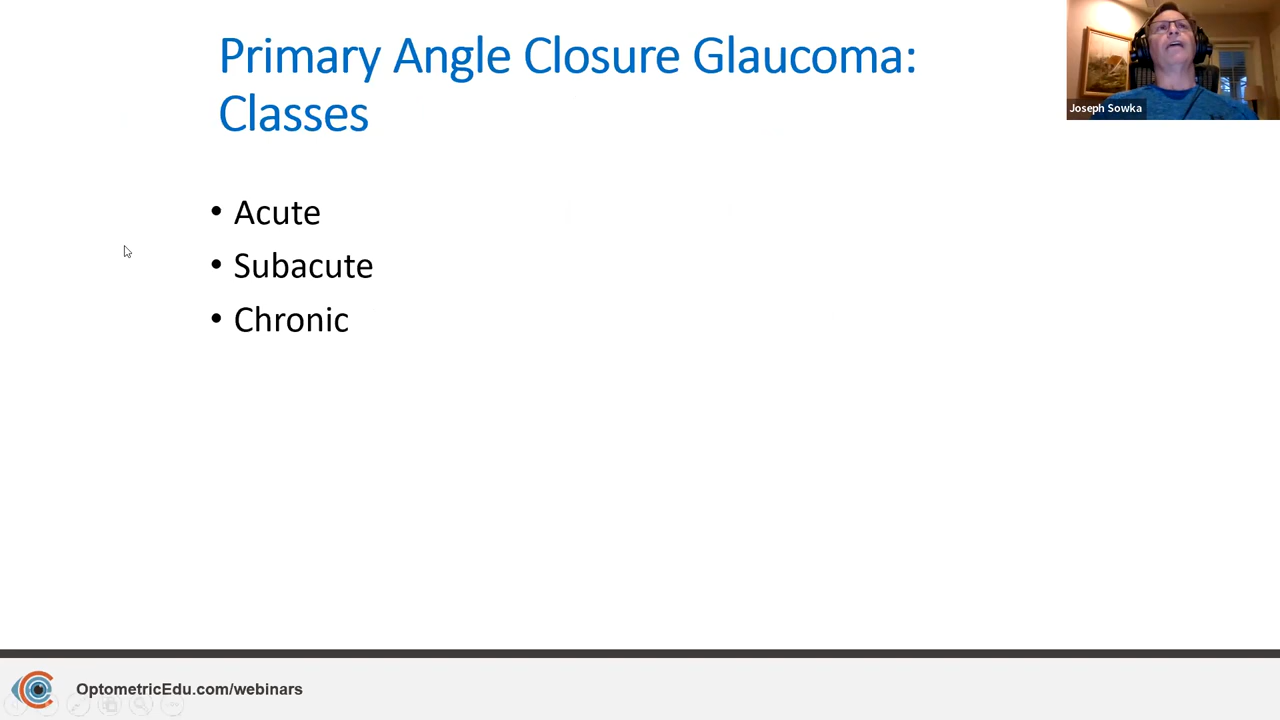 Primary Angle Closure Glaucoma:
Classes
Joseph Sowka
• Acute
• Subacute
• Chronic
OptometricEdu.com/webinars